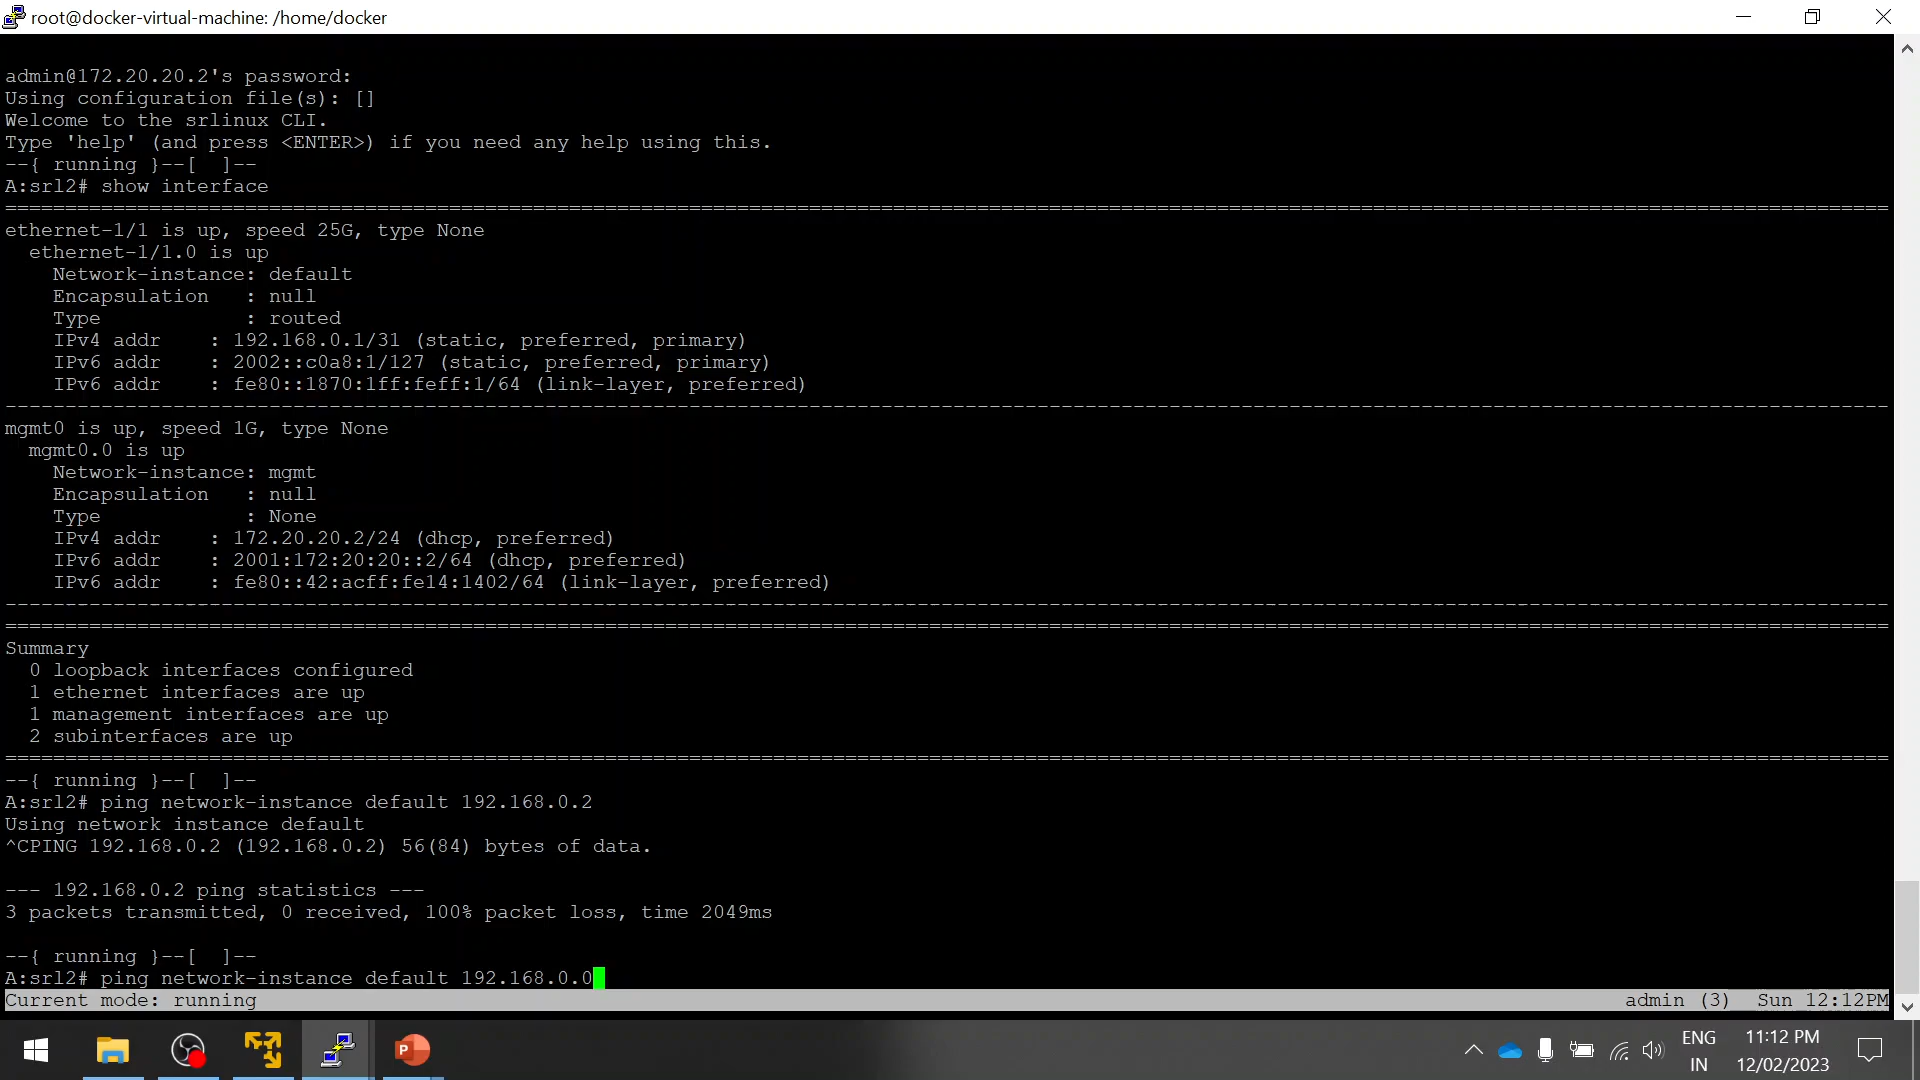 root@docker-virtual-machine: /home/docker
admin@172.20.20.2's password:
Using configuration file(s): []
Welcome to the srlinux CLI.
Type 'help' (and press <ENTER>) if you need any help using this.
--{ running }--[  ]--
A:srl2# show interface
================================================================================
ethernet-1/1 is up, speed 25G, type None
  ethernet-1/1.0 is up
    Network-instance: default
    Encapsulation   : null
    Type            : routed
    IPv4 addr    : 192.168.0.1/31 (static, preferred, primary)
    IPv6 addr    : 2002::c0a8:1/127 (static, preferred, primary)
    IPv6 addr    : fe80::1870:1ff:feff:1/64 (link-layer, preferred)
--------------------------------------------------------------------------------
mgmt0 is up, speed 1G, type None
  mgmt0.0 is up
    Network-instance: mgmt
    Encapsulation   : null
    Type            : None
    IPv4 addr    : 172.20.20.2/24 (dhcp, preferred)
    IPv6 addr    : 2001:172:20:20::2/64 (dhcp, preferred)
    IPv6 addr    : fe80::42:acff:fe14:1402/64 (link-layer, preferred)
--------------------------------------------------------------------------------
================================================================================
Summary
  0 loopback interfaces configured
  1 ethernet interfaces are up
  1 management interfaces are up
  2 subinterfaces are up
================================================================================
--{ running }--[  ]--
A:srl2# ping network-instance default 192.168.0.2
Using network instance default
^CPING 192.168.0.2 (192.168.0.2) 56(84) bytes of data.
--- 192.168.0.2 ping statistics ---
3 packets transmitted, 0 received, 100% packet loss, time 2049ms
--{ running }--[  ]--
A:srl2# ping network-instance default 192.168.0.0
Current mode: running admin (3) Sun 12:12PM
P
ENG
IN
11:12 PM
12/02/2023